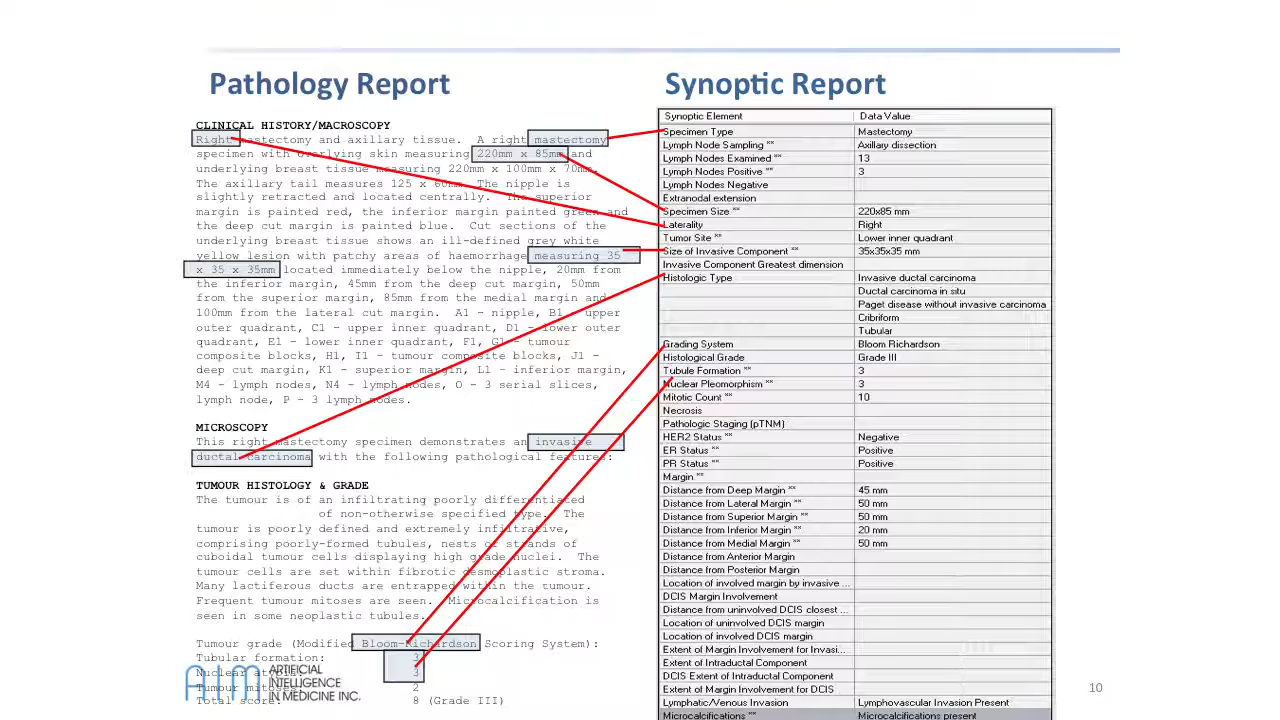 Pathology Report
CLINICAL HISTORY/MACROSCOPY
Right mastectomy and axillary tissue. A right mastectomy
specimen with overlying skin measuring 220mm x 85mm and
underlying breast tissue measuring 220mm x 100mm x 70mm.
The axillary tail measures 125 x 60mm. The nipple is
slightly retracted and located centrally. The superior
margin is painted red, the inferior margin painted green and
the deep cut margin is painted blue. Cut sections of the
underlying breast tissue shows an ill-defined grey white
yellow lesion with patchy areas of haemorrhage measuring 35
x 35 x 35mm located immediately below the nipple, 20mm from
the inferior margin, 45mm from the deep cut margin, 50mm
from the superior margin, 85mm from the medial margin and
100mm from the lateral cut margin. A1 - nipple, B1 - upper
outer quadrant, C1 - upper inner quadrant, D1 - lower outer
quadrant, E1 - lower inner quadrant, F1, G1 - tumour
composite blocks, H1, I1 - tumour composite blocks, J1 -
deep cut margin, K1 - superior margin, L1 - inferior margin,
M4 - lymph nodes, N4 - lymph nodes, O - 3 serial slices,
lymph node, P - 3 lymph nodes.
MICROSCOPY
This right mastectomy specimen demonstrates an invasive
ductal carcinoma with the following pathological features:
TUMOUR HISTOLOGY & GRADE
The tumour is of an infiltrating poorly differentiated
of non-otherwise specified type. The
tumour is poorly defined and extremely infiltrative,
comprising poorly-formed tubules, nests or strands of
cuboidal tumour cells displaying high grade nuclei. The
tumour cells are set within fibrotic desmoplastic stroma.
Many lactiferous ducts are entrapped within the tumour.
Frequent tumour mitoses are seen. Microcalcification is
seen in some neoplastic tubules.
Tumour grade (Modified Bloom-Richardson Scoring System):
Tubular formation: 3
Nuclear atypia: 3
Tumour mitoses: 2
Total score: 8 (Grade III)
AIM ARTIFICIAL
INTELLIGENCE
IN MEDICINE INC.
Synoptic Report
Synoptic Element Data Value
Specimen Type Mastectomy
Lymph Node Sampling ** Axillary dissection
Lymph Nodes Examined ** 13
Lymph Nodes Positive ** 3
Lymph Nodes Negative
Extranodal extension
Specimen Size ** 220x85 mm
Laterality Right
Tumor Site ** Lower inner quadrant
Size of Invasive Component ** 35x35x35 mm
Invasive Component Greatest dimension
Histologic Type Invasive ductal carcinoma
Ductal carcinoma in situ
Paget disease without invasive carcinoma
Cribriform
Tubular
Grading System Bloom Richardson
Histological Grade Grade III
Tubule Formation ** 3
Nuclear Pleomorphism ** 3
Mitotic Count ** 10
Necrosis
Pathologic Staging (pTNM)
HER2 Status ** Negative
ER Status ** Positive
PR Status ** Positive
Margin **
Distance from Deep Margin ** 45 mm
Distance from Lateral Margin ** 50 mm
Distance from Superior Margin ** 50 mm
Distance from Inferior Margin ** 20 mm
Distance from Medial Margin ** 50 mm
Distance from Anterior Margin
Distance from Posterior Margin
Location of involved margin by invasive ...
DCIS Margin Involvement
Distance from uninvolved DCIS closest ...
Location of uninvolved DCIS margin
Location of involved DCIS margin
Extent of Margin Involvement for Invasi...
Extent of Intraductal Component
DCIS Extent of Intraductal Component
Extent of Margin Involvement for DCIS
Lymphatic/Venous Invasion Lymphovascular Invasion Present
Microcalcifications ** Microcalcifications present
10